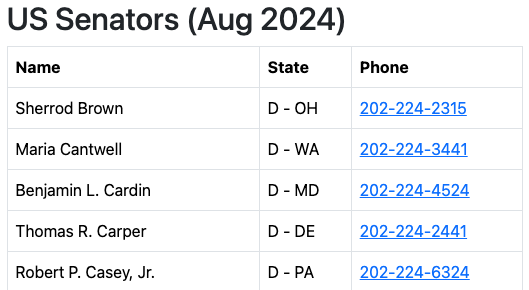 US Senators (Aug 2024)
Name State Phone
Sherrod Brown D - OH 202-224-2315
Maria Cantwell D - WA 202-224-3441
Benjamin L. Cardin D - MD 202-224-4524
Thomas R. Carper D - DE 202-224-2441
Robert P. Casey, Jr. D - PA 202-224-6324